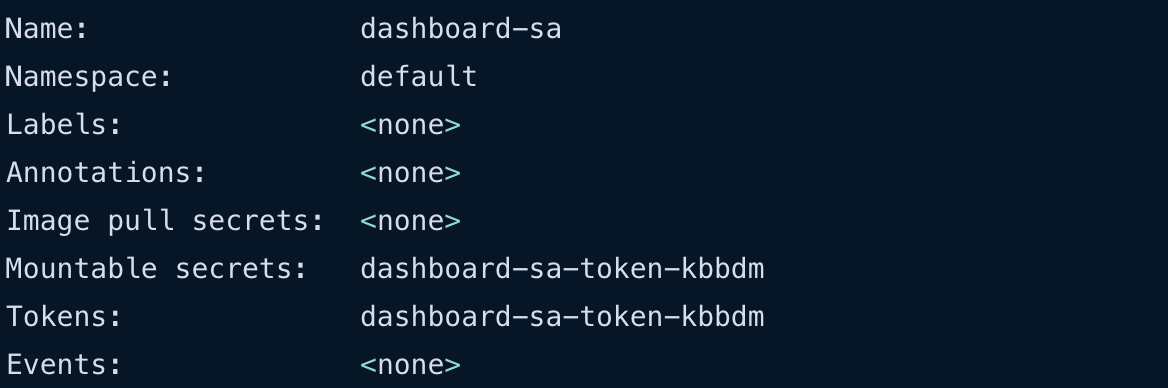 Name: dashboard-sa
Namespace: default
Labels: <none>
Annotations: <none>
Image pull secrets: <none>
Mountable secrets: dashboard-sa-token-kbbdm
Tokens: dashboard-sa-token-kbbdm
Events: <none>